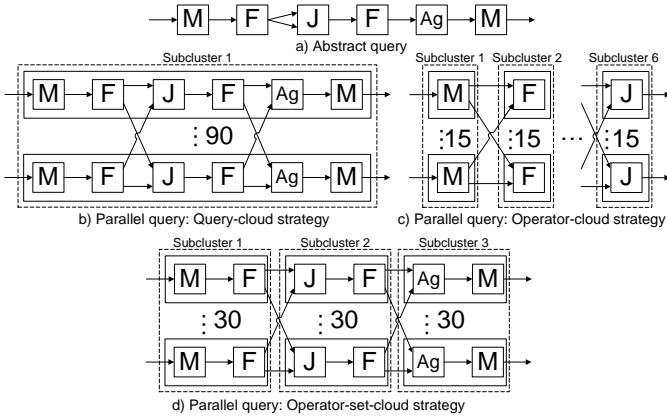 M F J F Ag M
a) Abstract query
Subcluster 1
M F J F Ag M
⋮90
M F J F Ag M
b) Parallel query: Query-cloud strategy
Subcluster 1 Subcluster 2 Subcluster 6
M F J
⋮15 ⋮15 ... ⋮15
M F J
c) Parallel query: Operator-cloud strategy
Subcluster 1 Subcluster 2 Subcluster 3
M F J F Ag M
⋮30 ⋮30 ⋮30
M F J F Ag M
d) Parallel query: Operator-set-cloud strategy